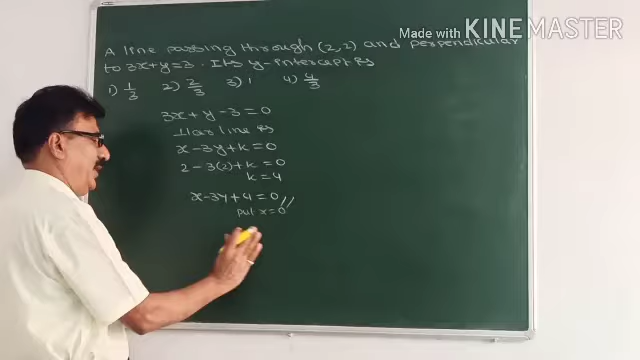 Made with KINEMASTER
A line passing through (2,2) and perpendicular
to 3x+y=3. Its y-intercept is
1) 1/3 2) 2/3 3) 1 4) 4/3
3x+y-3=0
⊥lar line is
x-3y+k=0
2-3(2)+k=0
k=4
x-3y+4=0//
put x=0